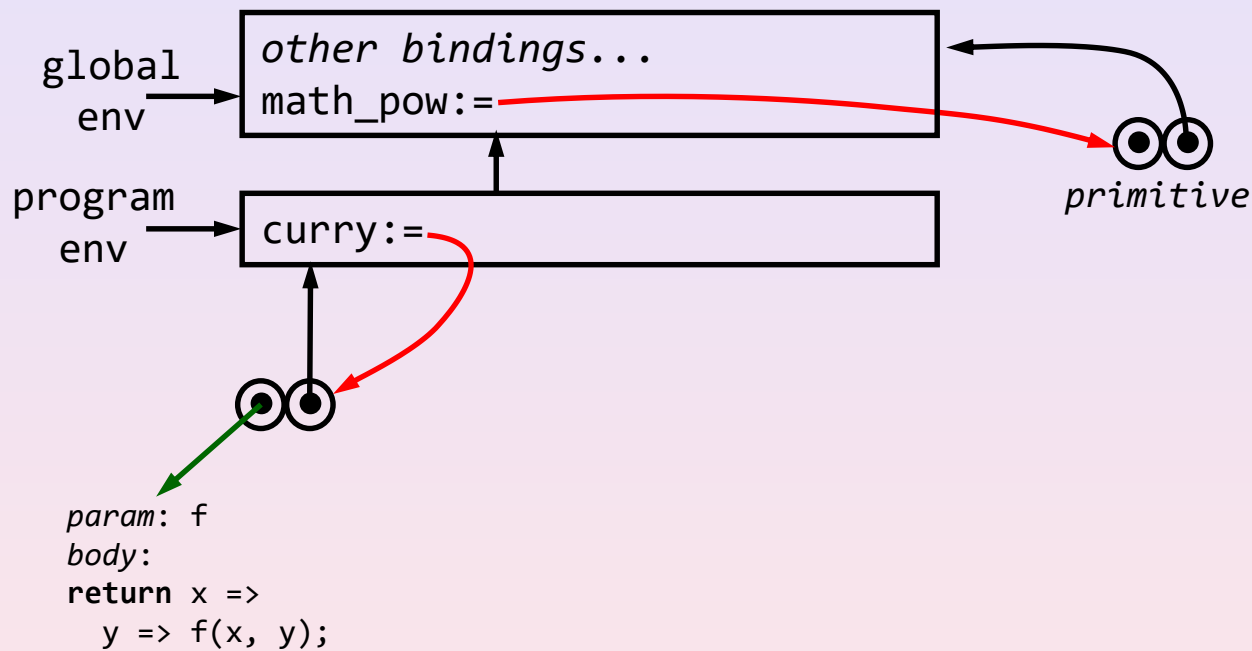 other bindings...
global
env
math_pow:=
primitive
program
env
curry:=
param: f
body:
return x =>
  y => f(x, y);